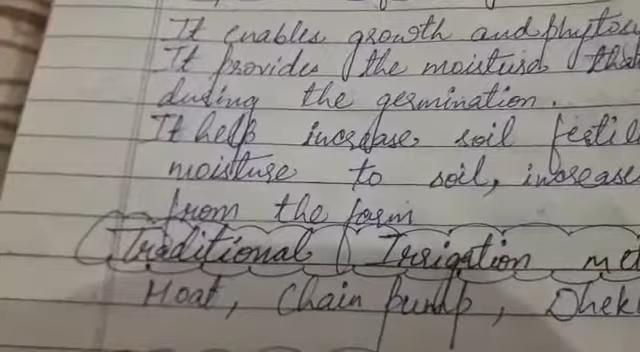 It enables growth and
It provides the moisture
during the germination.
It help increase soil
moisture to soil, increase
from the farm
Traditional Irrigation
Moat, Chain pump, Dhek